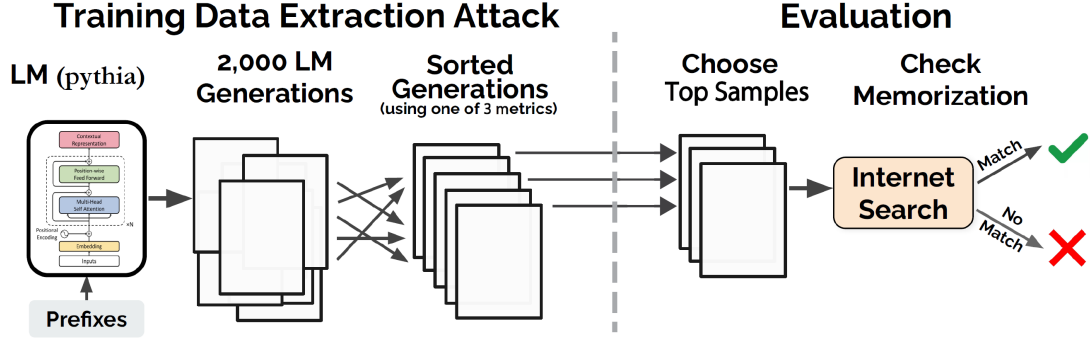 Training Data Extraction Attack
Evaluation
LM (pythia)
2,000 LM
Generations
Sorted
Generations
(using one of 3 metrics)
Choose
Top Samples
Check
Memorization
Contextual
Representation
Position-wise
Feed Forward
Multi-Head
Self Attention
×N
Positional
Encoding
Embedding
Inputs
Prefixes
Internet
Search
Match
No
Match